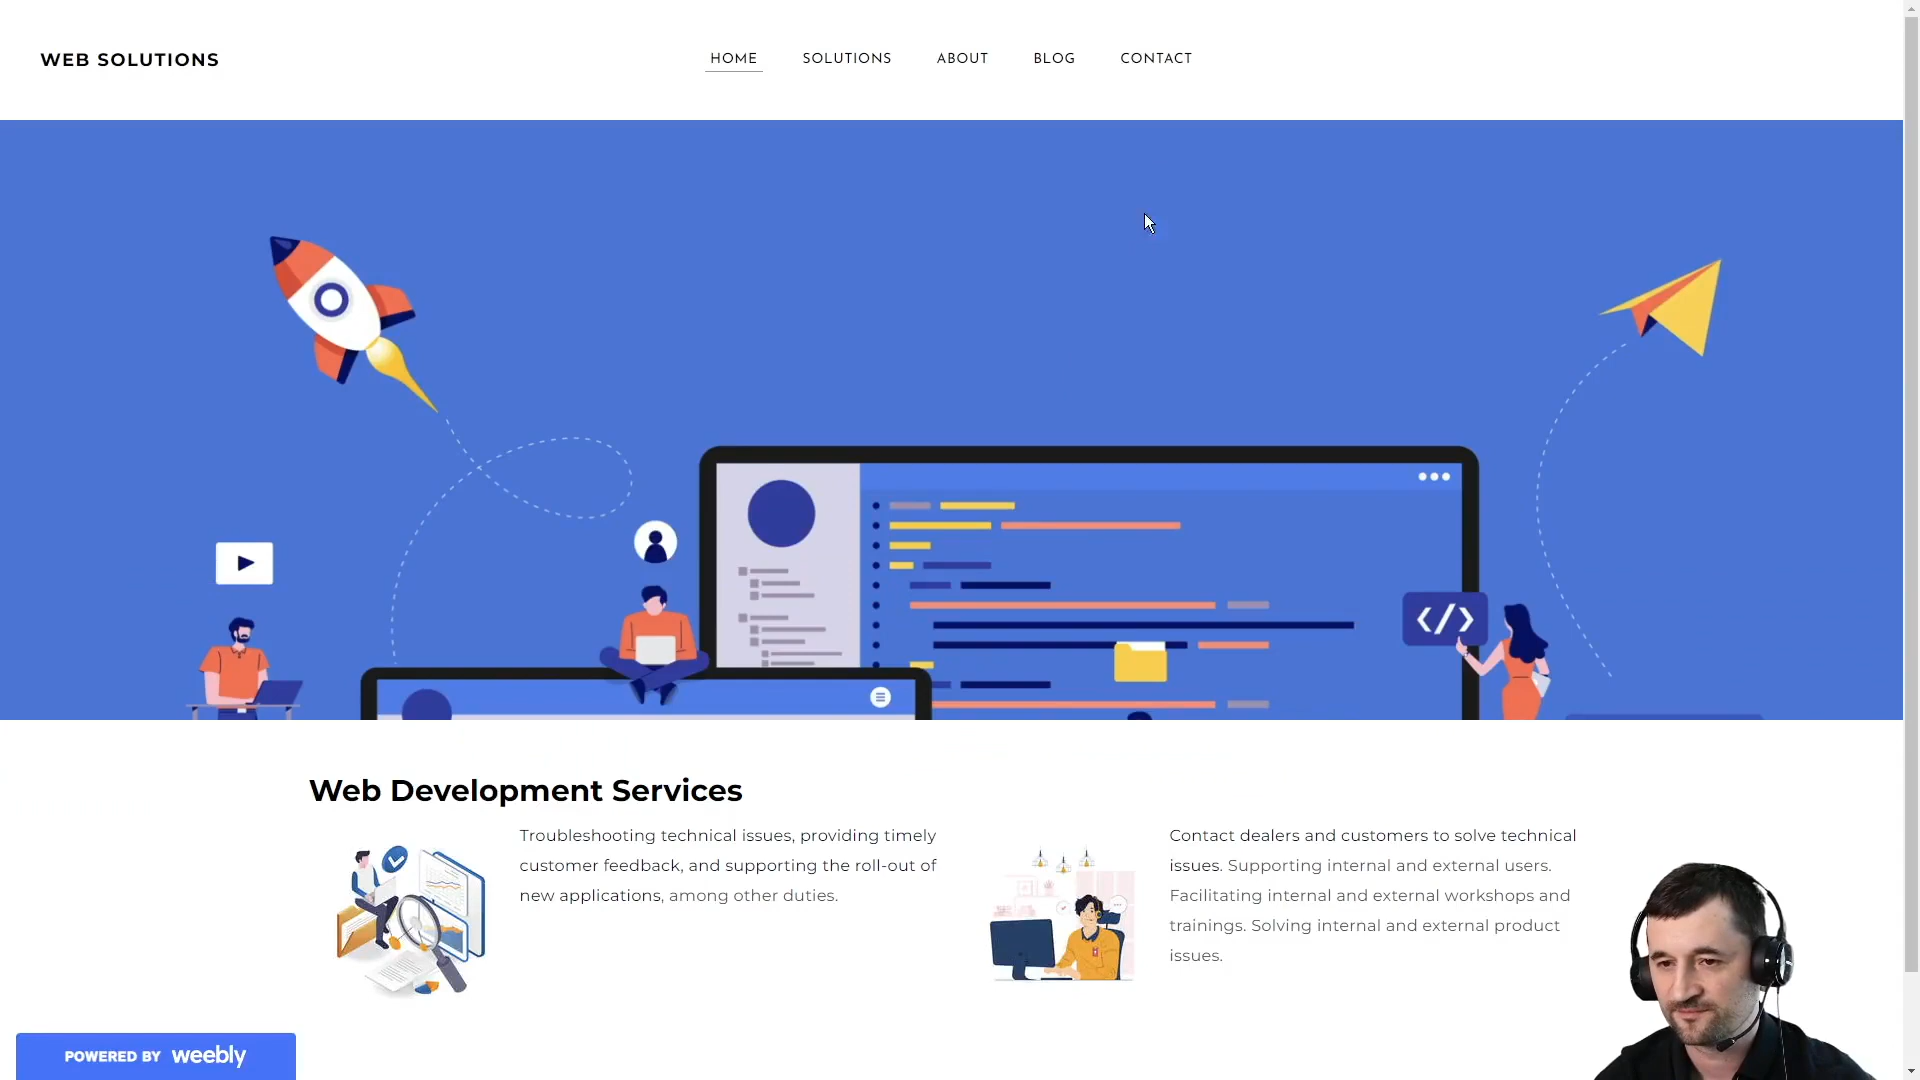 WEB SOLUTIONS
HOME
SOLUTIONS
ABOUT
BLOG
CONTACT
Web Development Services
Troubleshooting technical issues, providing timely
customer feedback, and supporting the roll-out of
new applications, among other duties.
Contact dealers and customers to solve technical
issues. Supporting internal and external users.
Facilitating internal and external workshops and
trainings. Solving internal and external product
issues.
POWERED BY weebly